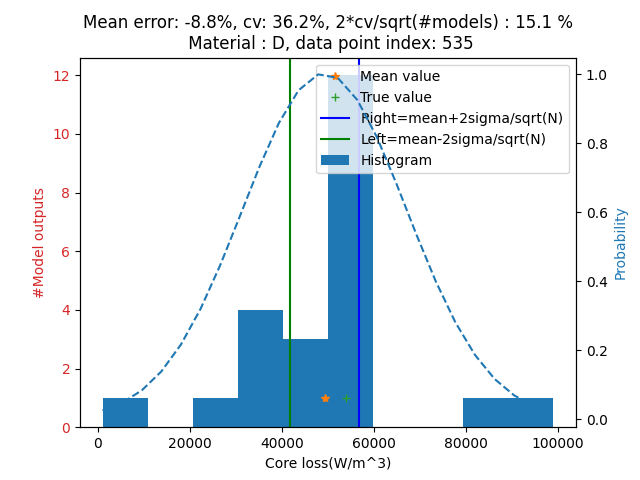 Mean error: -8.8%, cv: 36.2%, 2*cv/sqrt(#models) : 15.1 %
Material : D, data point index: 535
Mean value
True value
Right=mean+2sigma/sqrt(N)
Left=mean-2sigma/sqrt(N)
Histogram
12
10
8
6
4
2
0
#Model outputs
1.0
0.8
0.6
0.4
0.2
0.0
Probability
0 20000 40000 60000 80000 100000
Core loss(W/m^3)